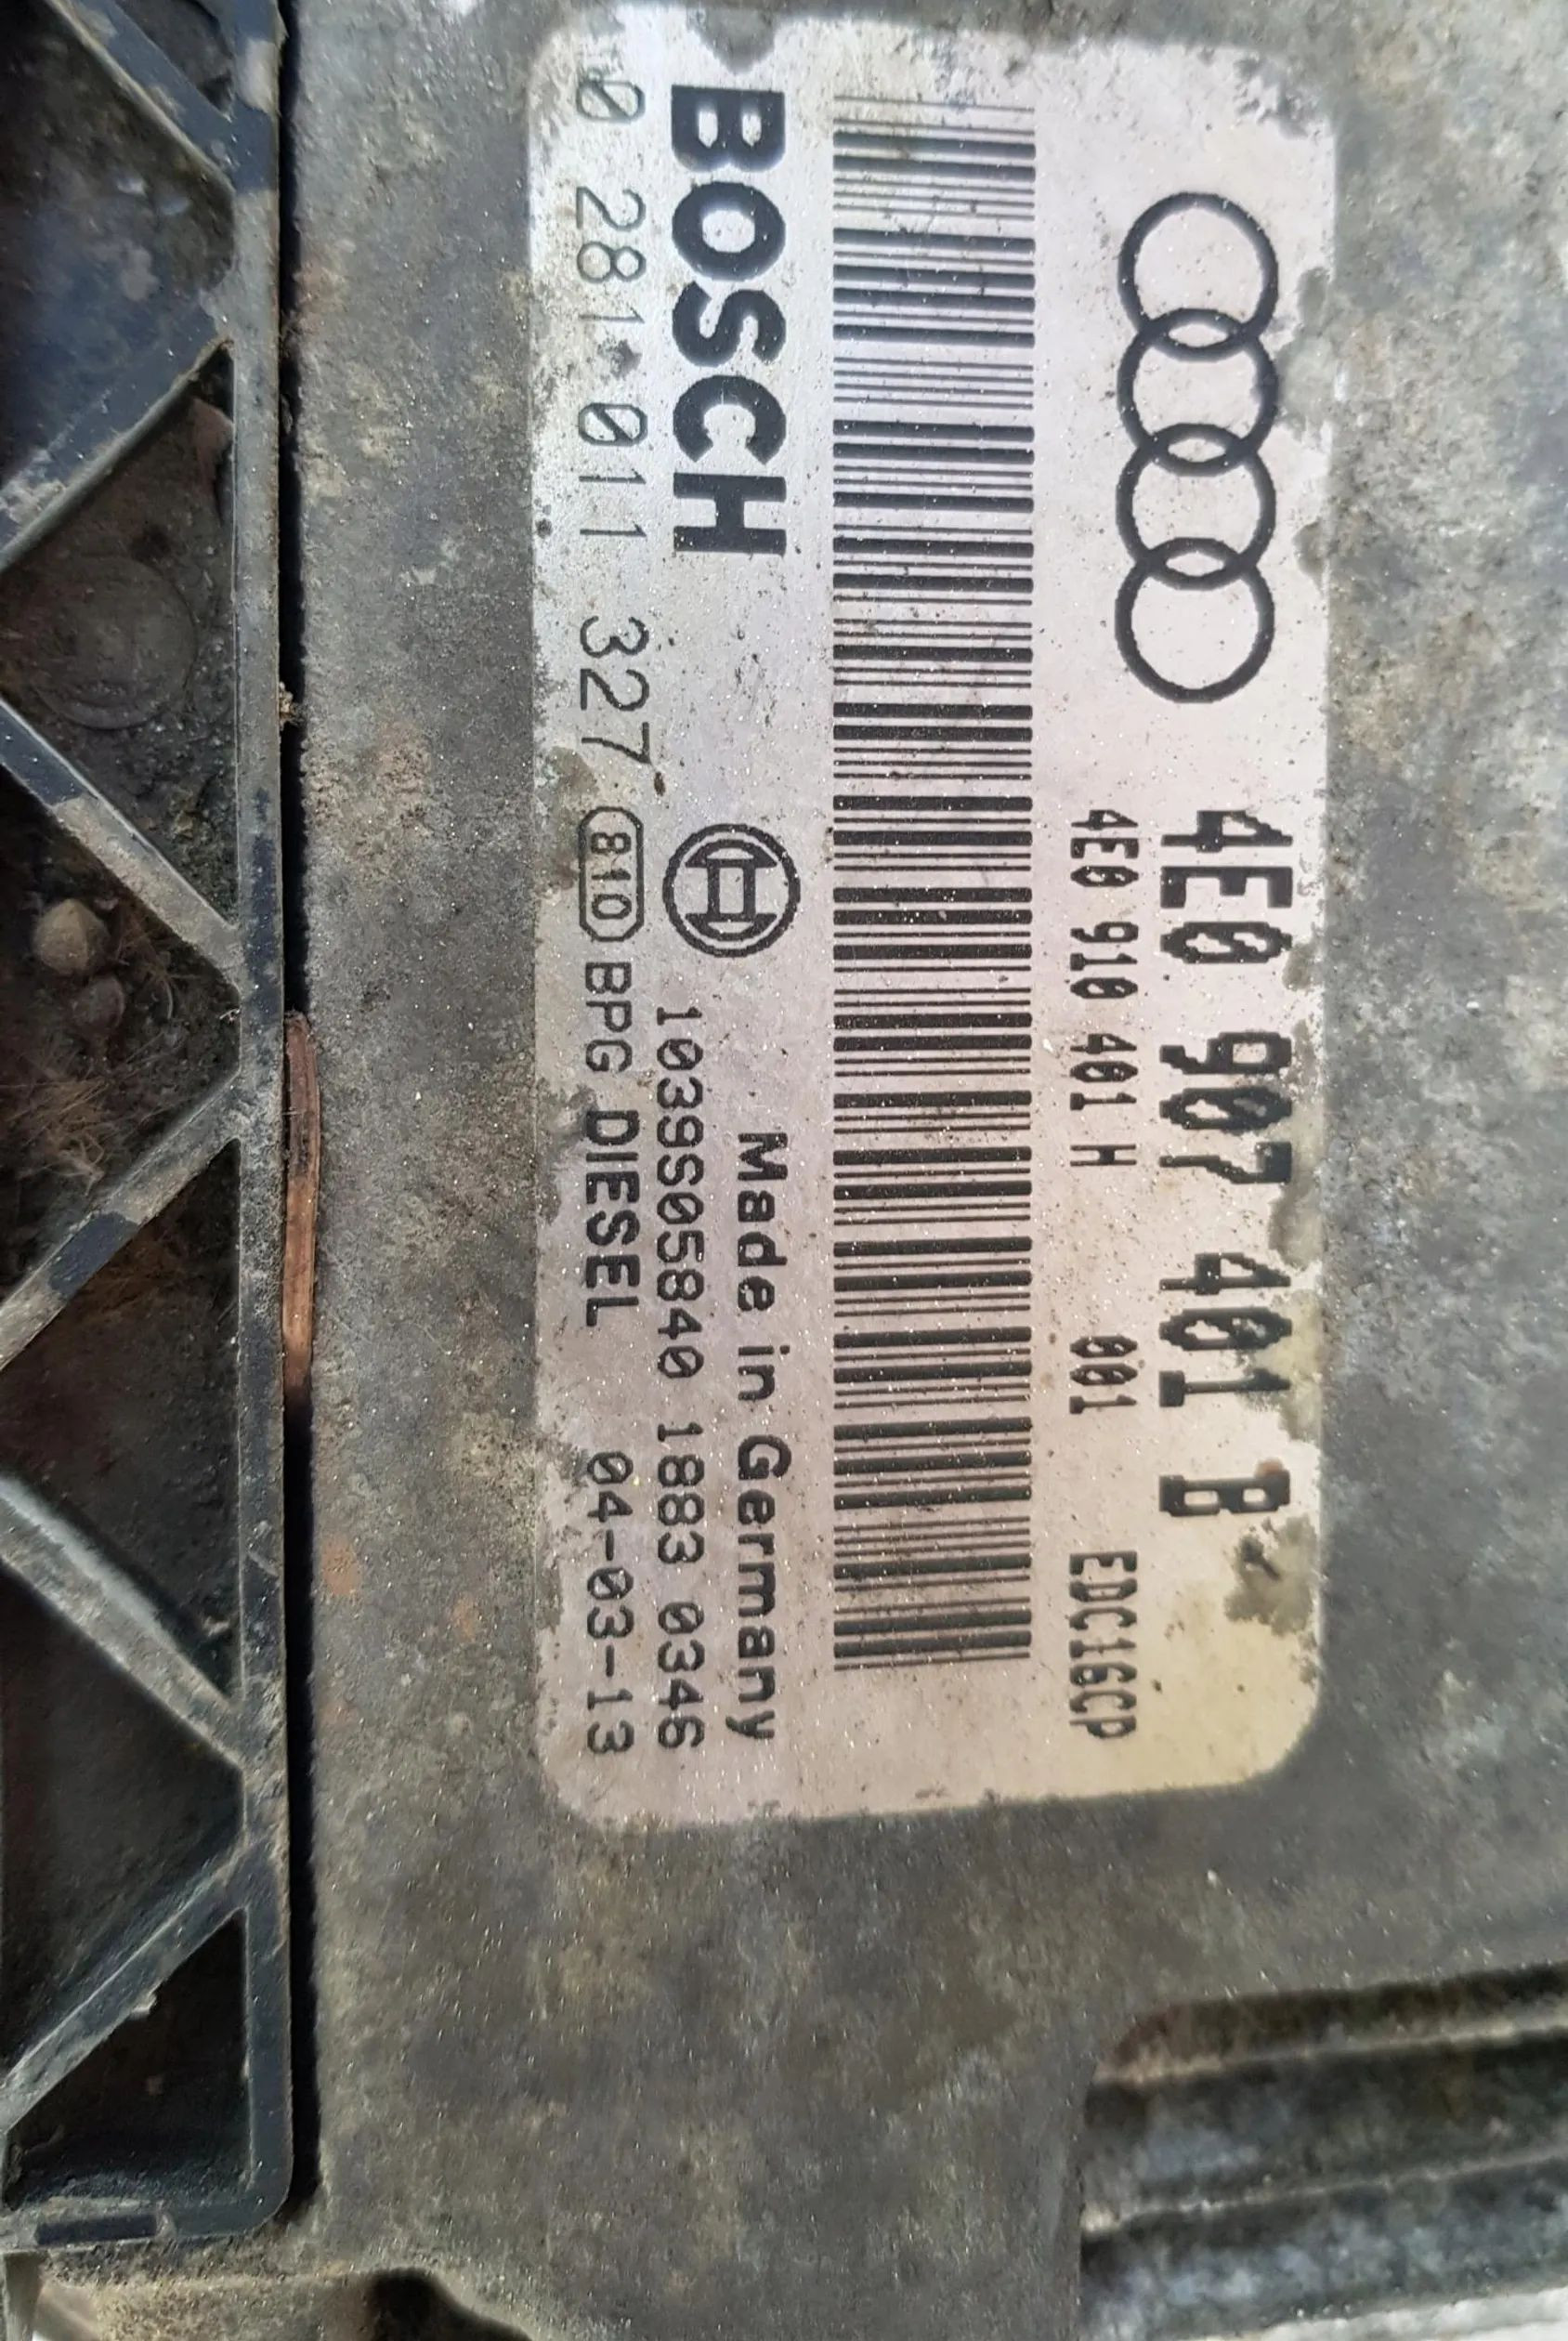 4E0 907 401 B
4E0 910 401 H 001 EDC16CP
BOSCH
Made in Germany
1039S05840 1883 0346
0 281 011 327 810 BPG DIESEL 04-03-13